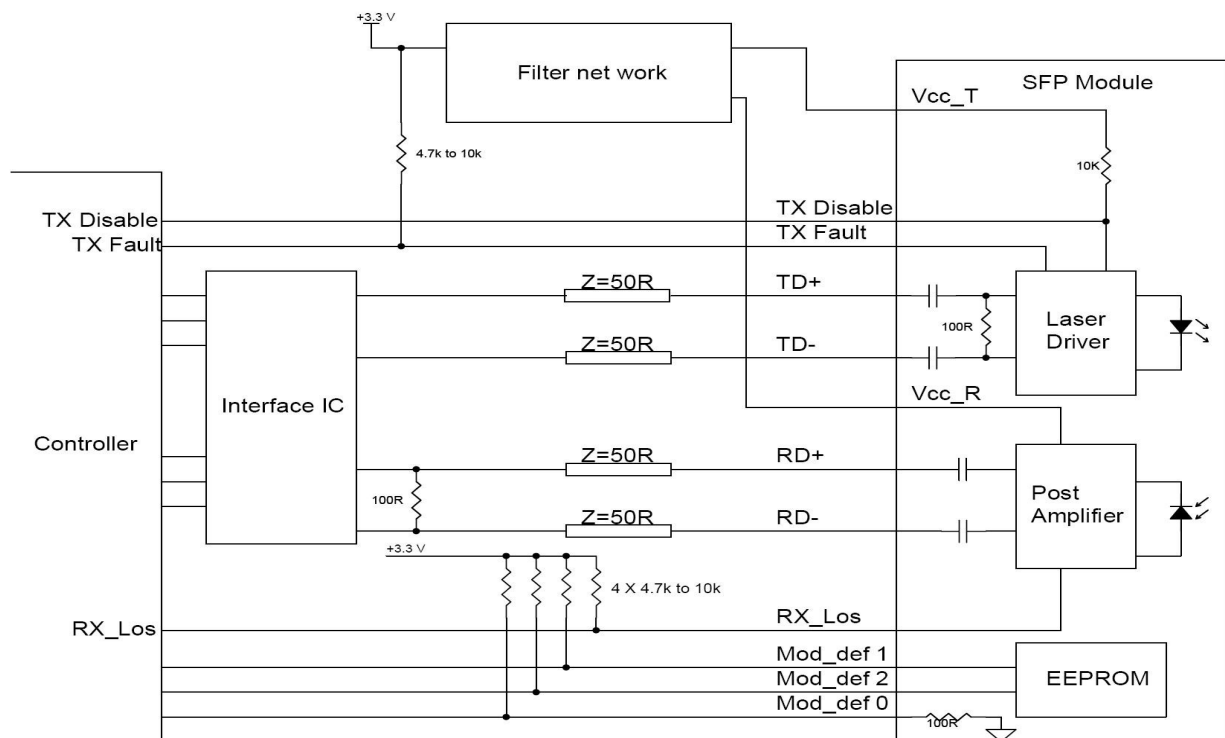 +3.3 V
Filter net work
SFP Module
Vcc_T
4.7k to 10k
10K
TX Disable
TX Disable
TX Fault
TX Fault
Z=50R
TD+
100R
Laser
Driver
Z=50R
TD-
Interface IC
Vcc_R
Controller
Z=50R
RD+
100R
Post
Amplifier
Z=50R
RD-
+3.3 V
4 X 4.7k to 10k
RX_Los
RX_Los
Mod_def 1
Mod_def 2
EEPROM
Mod_def 0
100R